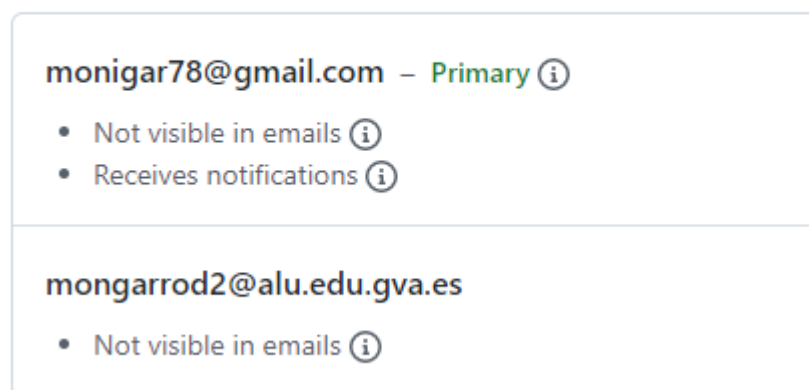 monigar78@gmail.com – Primary
Not visible in emails
Receives notifications
mongarrod2@alu.edu.gva.es
Not visible in emails